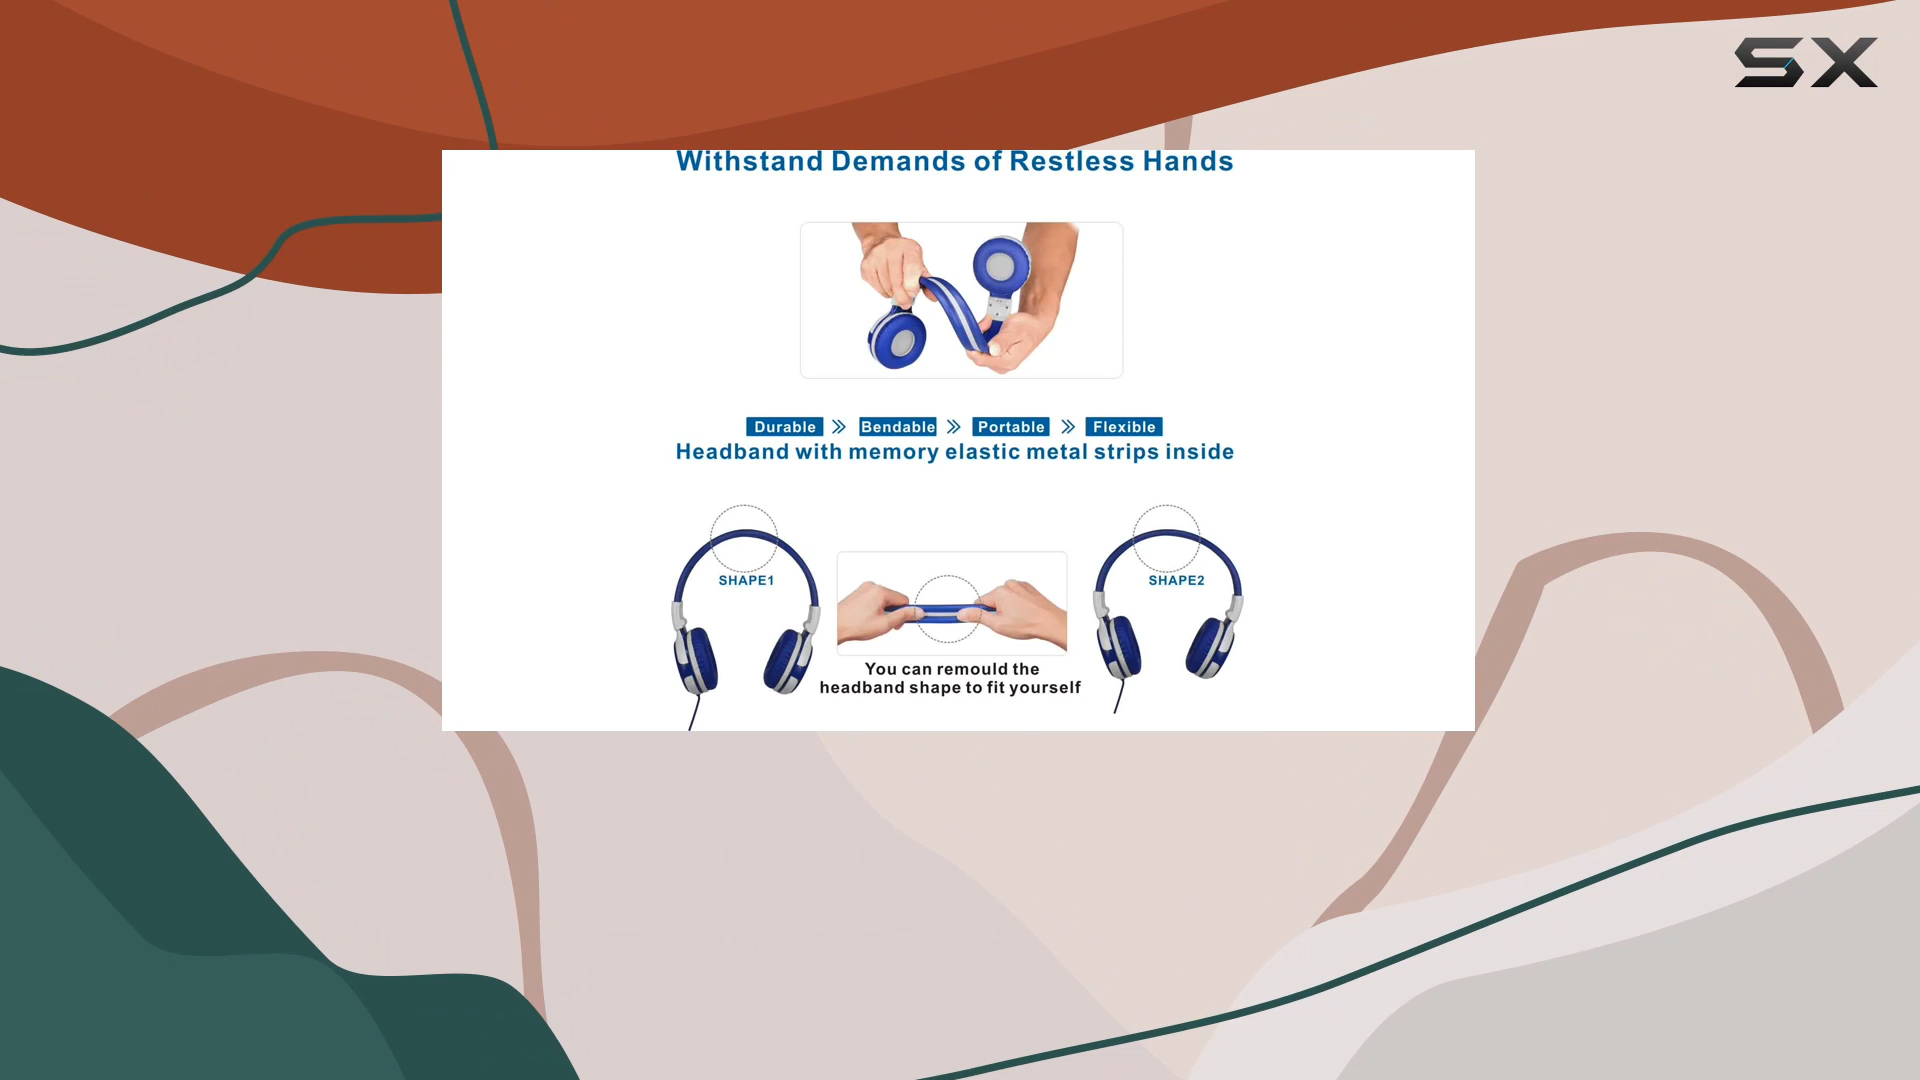 SX
Withstand Demands of Restless Hands
Durable >> Bendable >> Portable >> Flexible
Headband with memory elastic metal strips inside
SHAPE1
SHAPE2
You can remould the
headband shape to fit yourself